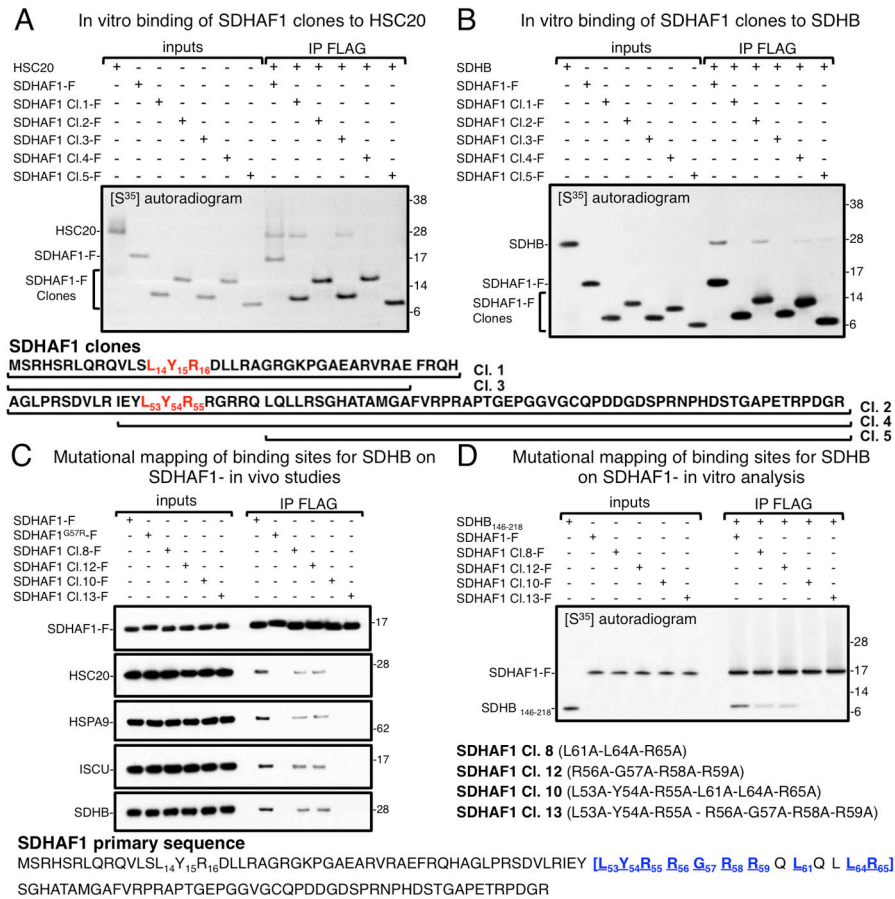 A In vitro binding of SDHAF1 clones to HSC20
inputs IP FLAG
HSC20 + - - - - - - + + + + + +
SDHAF1-F - + - - - - - + - - - - -
SDHAF1 Cl.1-F - - + - - - - - + - - - -
SDHAF1 Cl.2-F - - - + - - - - - + - - -
SDHAF1 Cl.3-F - - - - + - - - - - + - -
SDHAF1 Cl.4-F - - - - - + - - - - - + -
SDHAF1 Cl.5-F - - - - - - + - - - - - +
[S35] autoradiogram
HSC20-
SDHAF1-F-
SDHAF1-F
Clones
-38
-28
-17
-14
-6
B In vitro binding of SDHAF1 clones to SDHB
inputs IP FLAG
SDHB + - - - - - - + + + + + +
SDHAF1-F - + - - - - - + - - - - -
SDHAF1 Cl.1-F - - + - - - - - + - - - -
SDHAF1 Cl.2-F - - - + - - - - - + - - -
SDHAF1 Cl.3-F - - - - + - - - - - + - -
SDHAF1 Cl.4-F - - - - - + - - - - - + -
SDHAF1 Cl.5-F - - - - - - + - - - - - +
[S35] autoradiogram
SDHB-
SDHAF1-F-
SDHAF1-F
Clones
-38
-28
-17
-14
-6
SDHAF1 clones
MSRHSRLQRQVLSL14Y15R16DLLRAGRGKPGAEARVRAE FRQH
Cl. 1
Cl. 3
AGLPRSDVLR IEYL53Y54R55RGRRQ LQLLRSGHATAMGAFVRPRAPTGEPGGVGCQPDDGDSPRNPHDSTGAPETRPDGR
Cl. 2
Cl. 4
Cl. 5
C Mutational mapping of binding sites for SDHB on
SDHAF1- in vivo studies
inputs IP FLAG
SDHAF1-F + - - - - - + - - - - -
SDHAF1G57R-F - + - - - - - + - - - -
SDHAF1 Cl.8-F - - + - - - - - + - - -
SDHAF1 Cl.12-F - - - + - - - - - + - -
SDHAF1 Cl.10-F - - - - + - - - - - + -
SDHAF1 Cl.13-F - - - - - + - - - - - +
SDHAF1-F- -17
HSC20- -28
HSPA9- -62
ISCU- -17
SDHB- -28
D Mutational mapping of binding sites for SDHB
on SDHAF1- in vitro analysis
inputs IP FLAG
SDHB146-218 + - - - - - + + + + +
SDHAF1-F - + - - - - + - - - -
SDHAF1 Cl.8-F - - + - - - - + - - -
SDHAF1 Cl.12-F - - - + - - - - + - -
SDHAF1 Cl.10-F - - - - + - - - - + -
SDHAF1 Cl.13-F - - - - - + - - - - +
[S35] autoradiogram
-28
SDHAF1-F- -17
-14
SDHB 146-218- -6
SDHAF1 Cl. 8 (L61A-L64A-R65A)
SDHAF1 Cl. 12 (R56A-G57A-R58A-R59A)
SDHAF1 Cl. 10 (L53A-Y54A-R55A-L61A-L64A-R65A)
SDHAF1 Cl. 13 (L53A-Y54A-R55A - R56A-G57A-R58A-R59A)
SDHAF1 primary sequence
MSRHSRLQRQVLSL14Y15R16DLLRAGRGKPGAEARVRAEFRQHAGLPRSDVLRIEY [L53Y54R55 R56 G57 R58 R59 Q L61Q L L64R65]
SGHATAMGAFVRPRAPTGEPGGVGCQPDDGDSPRNPHDSTGAPETRPDGR